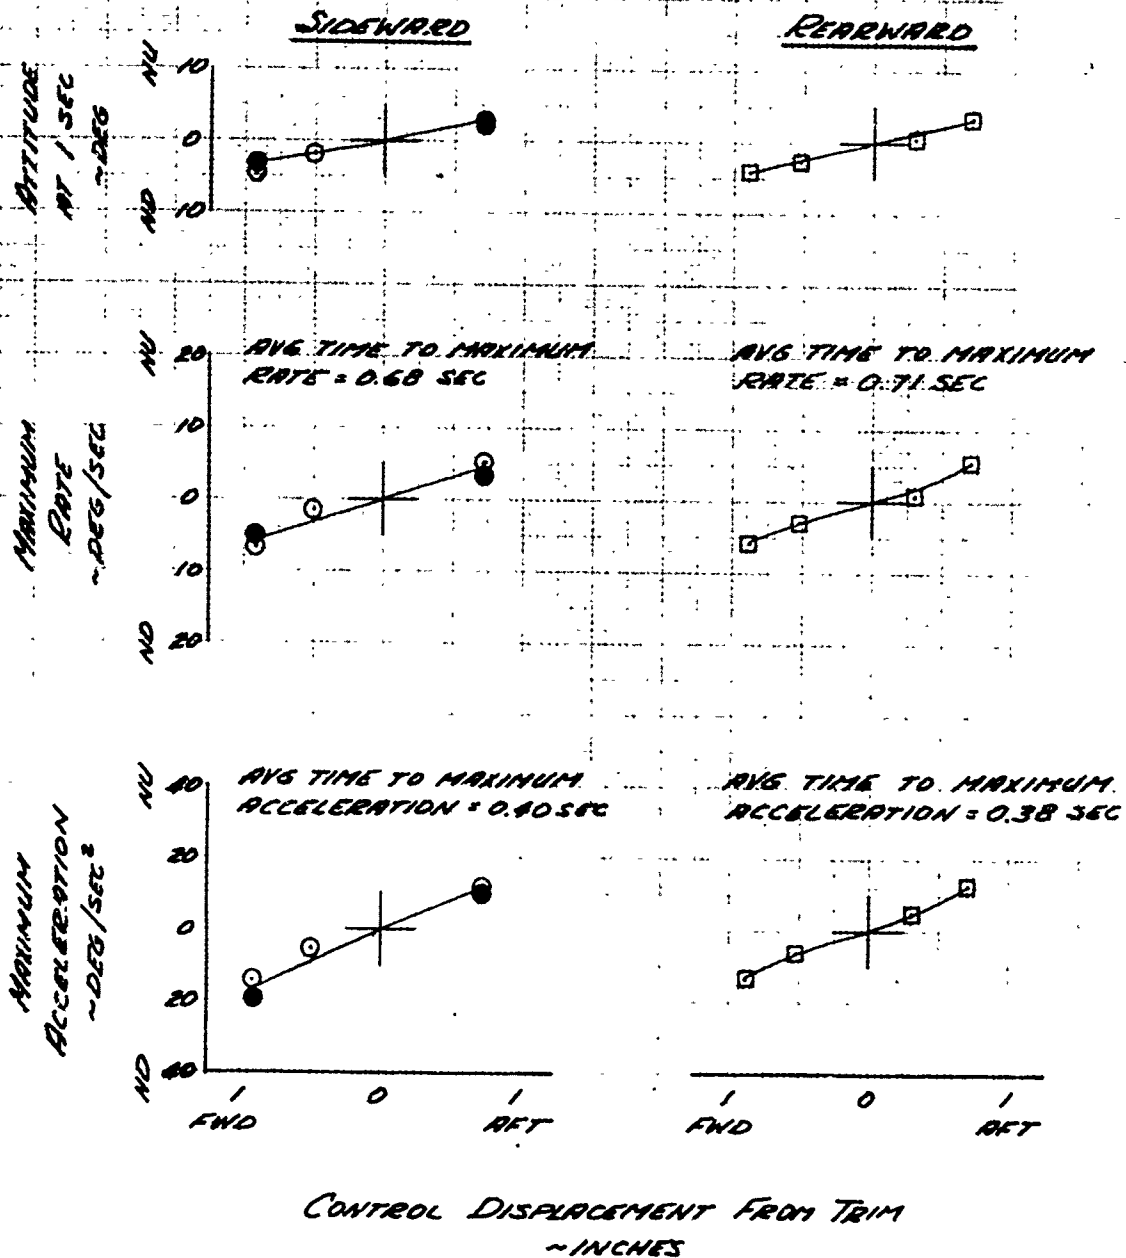 SIDEWARD
REARWARD
ATTITUDE
AT 1 SEC
~DEG
NU
ND
10
0
10
MAXIMUM
RATE
~DEG/SEC
NU
ND
20
10
0
10
20
AVG TIME TO MAXIMUM
RATE = 0.68 SEC
AVG TIME TO MAXIMUM
RATE = 0.71 SEC
MAXIMUM
ACCELERATION
~DEG/SEC²
NU
ND
40
20
0
20
40
AVG TIME TO MAXIMUM
ACCELERATION = 0.40 SEC
AVG TIME TO MAXIMUM
ACCELERATION = 0.38 SEC
1 0 1
FWD AFT
1 0 1
FWD AFT
CONTROL DISPLACEMENT FROM TRIM
~INCHES